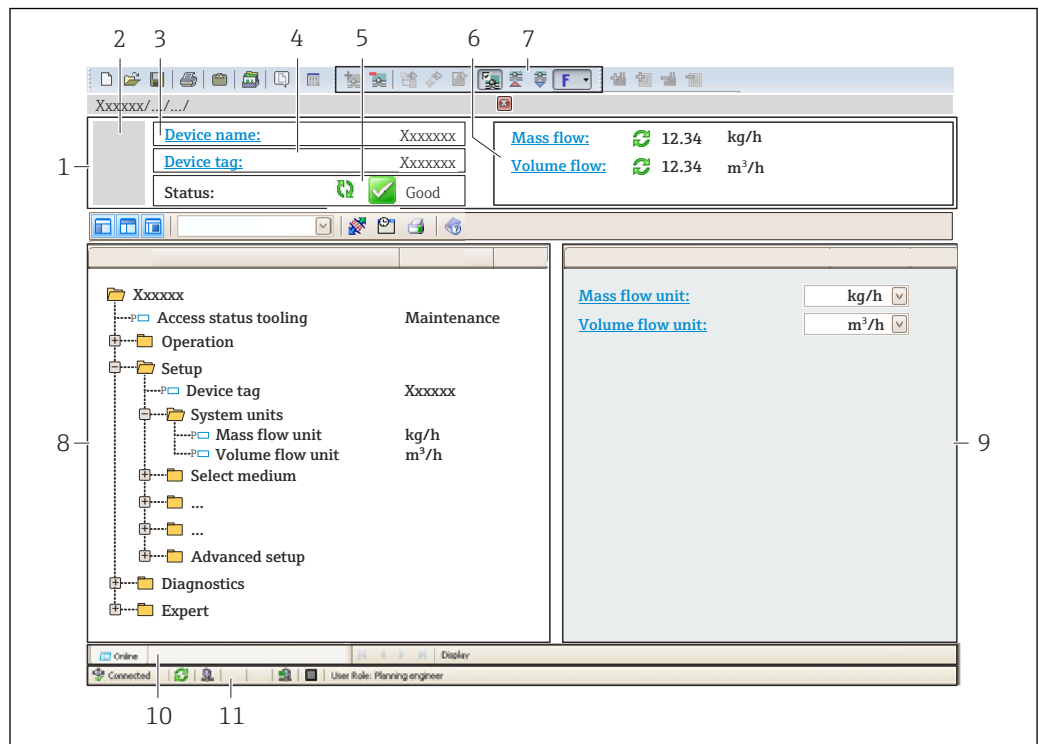 2 3 4 5 6 7
F
Xxxxxx/.../.../
1
Device name: Xxxxxxx
Device tag: Xxxxxxx
Status: Good
Mass flow: 12.34 kg/h
Volume flow: 12.34 m³/h
Xxxxxx
Access status tooling Maintenance
Operation
Setup
Device tag Xxxxxx
System units
Mass flow unit kg/h
Volume flow unit m³/h
Select medium
...
...
Advanced setup
Diagnostics
Expert
Mass flow unit: kg/h
Volume flow unit: m³/h
8
9
Online Display
Connected User Role: Planning engineer
10 11